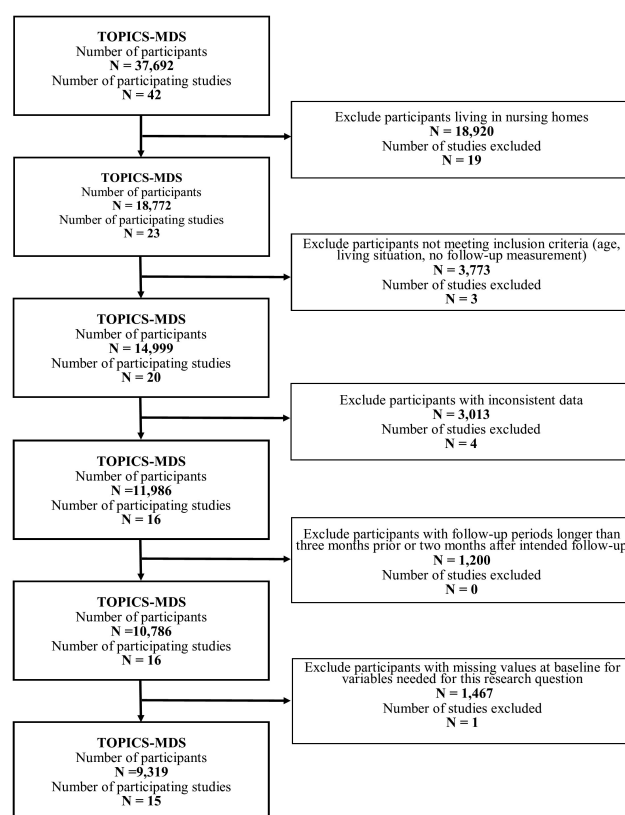 TOPICS-MDS
Number of participants
N = 37,692
Number of participating studies
N = 42
Exclude participants living in nursing homes
N = 18,920
Number of studies excluded
N = 19
TOPICS-MDS
Number of participants
N = 18,772
Number of participating studies
N = 23
Exclude participants not meeting inclusion criteria (age,
living situation, no follow-up measurement)
N = 3,773
Number of studies excluded
N = 3
TOPICS-MDS
Number of participants
N = 14,999
Number of participating studies
N = 20
Exclude participants with inconsistent data
N = 3,013
Number of studies excluded
N = 4
TOPICS-MDS
Number of participants
N =11,986
Number of participating studies
N = 16
Exclude participants with follow-up periods longer than
three months prior or two months after intended follow-up
N = 1,200
Number of studies excluded
N = 0
TOPICS-MDS
Number of participants
N =10,786
Number of participating studies
N = 16
Exclude participants with missing values at baseline for
variables needed for this research question
N = 1,467
Number of studies excluded
N = 1
TOPICS-MDS
Number of participants
N =9,319
Number of participating studies
N = 15